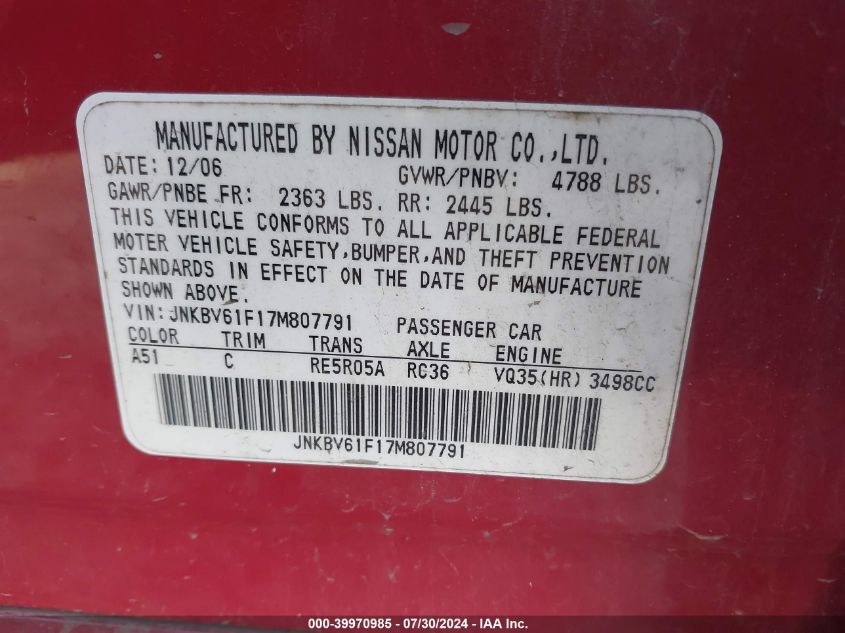 MANUFACTURED BY NISSAN MOTOR CO.,LTD.
DATE: 12/06 GVWR/PNBV: 4788 LBS.
GAWR/PNBE FR: 2363 LBS. RR: 2445 LBS.
THIS VEHICLE CONFORMS TO ALL APPLICABLE FEDERAL
MOTER VEHICLE SAFETY,BUMPER,AND THEFT PREVENTION
STANDARDS IN EFFECT ON THE DATE OF MANUFACTURE
SHOWN ABOVE.
VIN: JNKBV61F17M807791 PASSENGER CAR
COLOR TRIM TRANS AXLE ENGINE
A51 C RE5R05A RC36 VQ35(HR) 3498CC
JNKBV61F17M807791
000-39970985 - 07/30/2024 - IAA Inc.